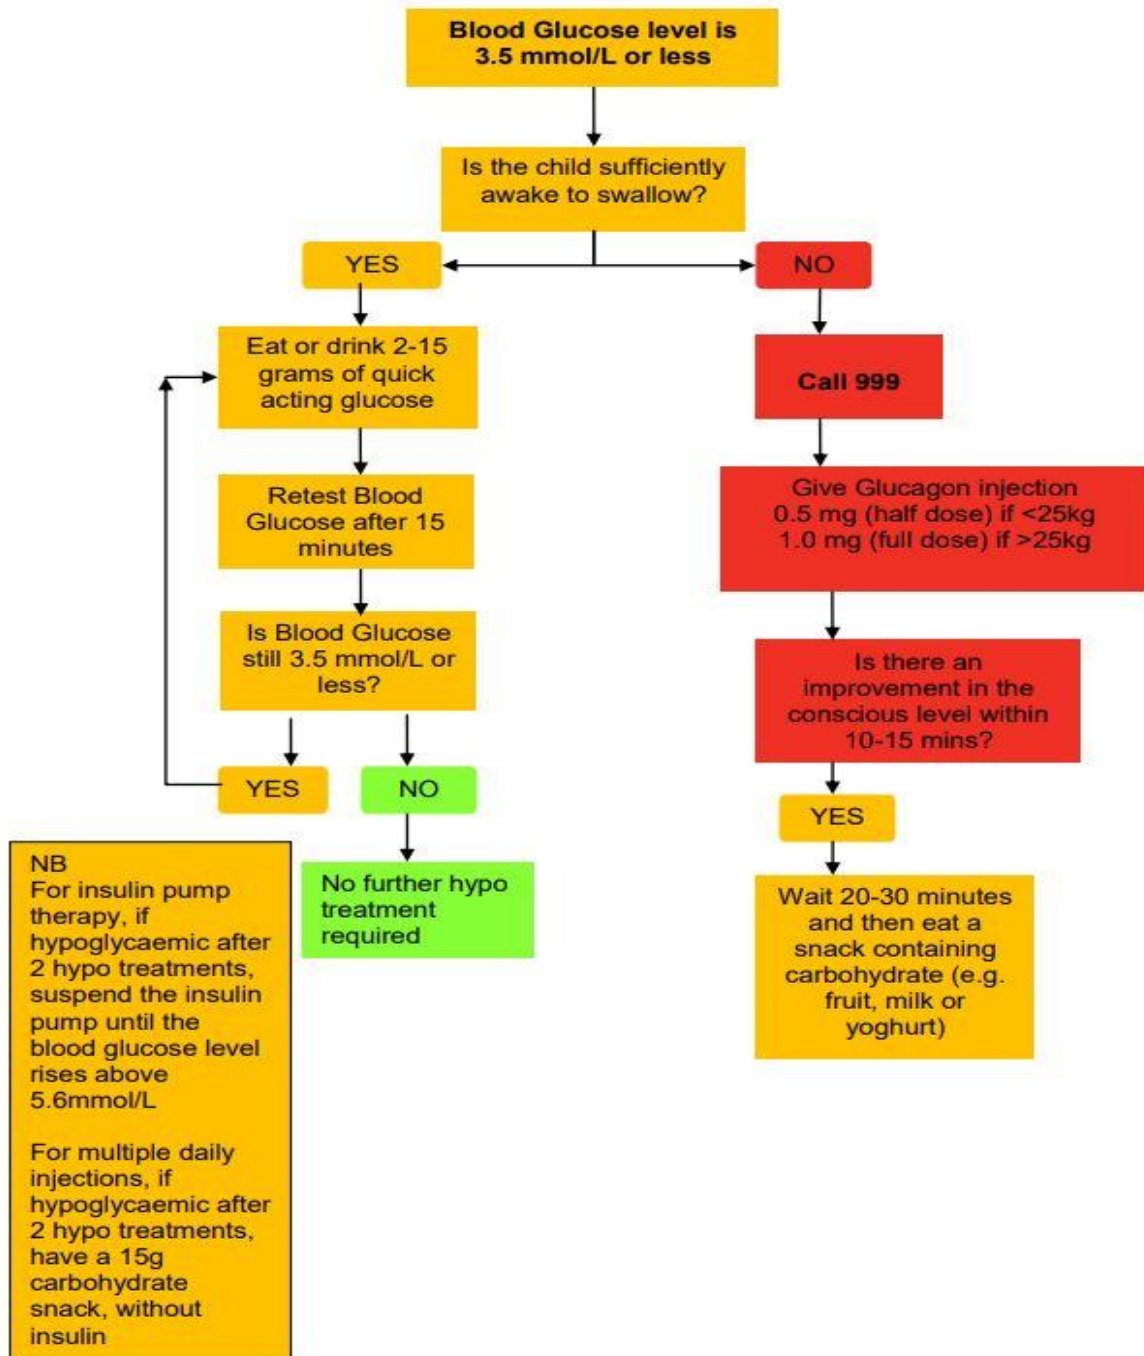 Blood Glucose level is
3.5 mmol/L or less
Is the child sufficiently
awake to swallow?
YES
NO
Eat or drink 2-15
grams of quick
acting glucose
Call 999
Retest Blood
Glucose after 15
minutes
Give Glucagon injection
0.5 mg (half dose) if <25kg
1.0 mg (full dose) if >25kg
Is Blood Glucose
still 3.5 mmol/L or
less?
Is there an
improvement in the
conscious level within
10-15 mins?
YES
NO
YES
NB
For insulin pump
therapy, if
hypoglycaemic after
2 hypo treatments,
suspend the insulin
pump until the
blood glucose level
rises above
5.6mmol/L
For multiple daily
injections, if
hypoglycaemic after
2 hypo treatments,
have a 15g
carbohydrate
snack, without
insulin
No further hypo
treatment
required
Wait 20-30 minutes
and then eat a
snack containing
carbohydrate (e.g.
fruit, milk or
yoghurt)